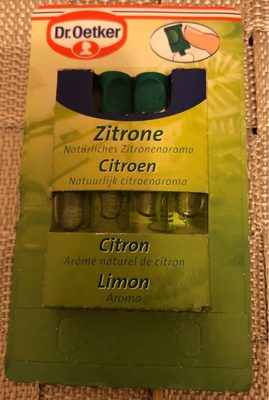 Dr.Oetker
Zitrone
Natürliches Zitronenaroma
Citroen
Natuurlijk citroenaroma
Citron
Arôme naturel de citron
Limon
Aroma